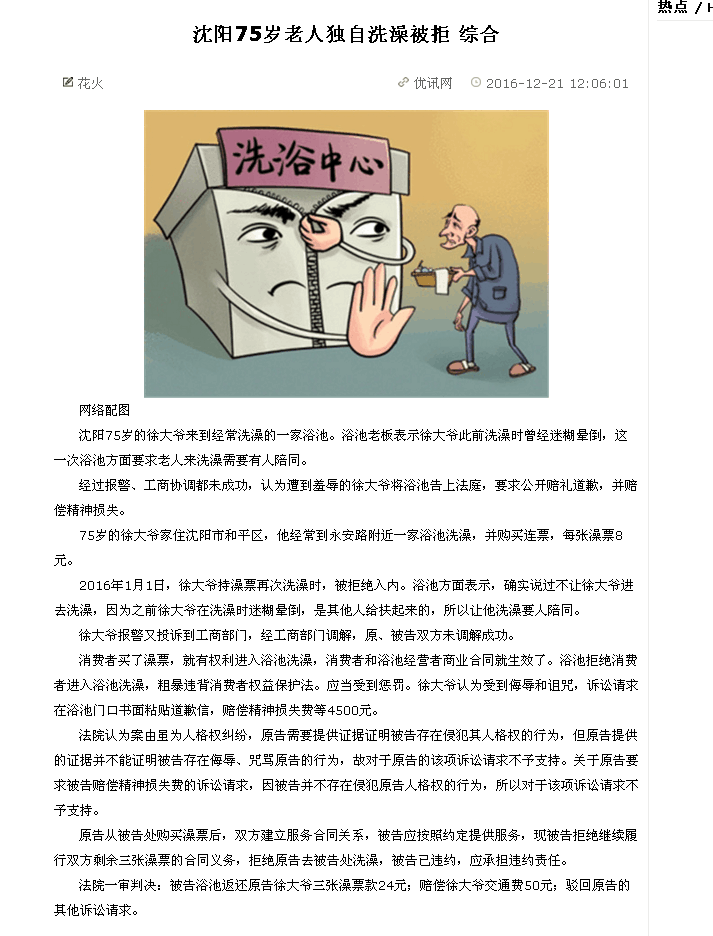 热点 / H
沈阳75岁老人独自洗澡被拒 综合
花火 优讯网 2016-12-21 12:06:01
洗浴中心
网络配图
沈阳75岁的徐大爷来到经常洗澡的一家浴池。浴池老板表示徐大爷此前洗澡时曾经迷糊晕倒，这
一次浴池方面要求老人来洗澡需要有人陪同。
经过报警、工商协调都未成功，认为遭到羞辱的徐大爷将浴池告上法庭，要求公开赔礼道歉，并赔
偿精神损失。
75岁的徐大爷家住沈阳市和平区，他经常到永安路附近一家浴池洗澡，并购买连票，每张澡票8
元。
2016年1月1日，徐大爷持澡票再次洗澡时，被拒绝入内。浴池方面表示，确实说过不让徐大爷进
去洗澡，因为之前徐大爷在洗澡时迷糊晕倒，是其他人给扶起来的，所以让他洗澡要人陪同。
徐大爷报警又投诉到工商部门，经工商部门调解，原、被告双方未调解成功。
消费者买了澡票，就有权利进入浴池洗澡，消费者和浴池经营者商业合同就生效了。浴池拒绝消费
者进入浴池洗澡，粗暴违背消费者权益保护法。应当受到惩罚。徐大爷认为受到侮辱和诅咒，诉讼请求
在浴池门口书面粘贴道歉信，赔偿精神损失费等4500元。
法院认为案由虽为人格权纠纷，原告需要提供证据证明被告存在侵犯其人格权的行为，但原告提供
的证据并不能证明被告存在侮辱、咒骂原告的行为，故对于原告的该项诉讼请求不予支持。关于原告要
求被告赔偿精神损失费的诉讼请求，因被告并不存在侵犯原告人格权的行为，所以对于该项诉讼请求不
予支持。
原告从被告处购买澡票后，双方建立服务合同关系，被告应按照约定提供服务，现被告拒绝继续履
行双方剩余三张澡票的合同义务，拒绝原告去被告处洗澡，被告已违约，应承担违约责任。
法院一审判决：被告浴池返还原告徐大爷三张澡票款24元；赔偿徐大爷交通费50元；驳回原告的
其他诉讼请求。